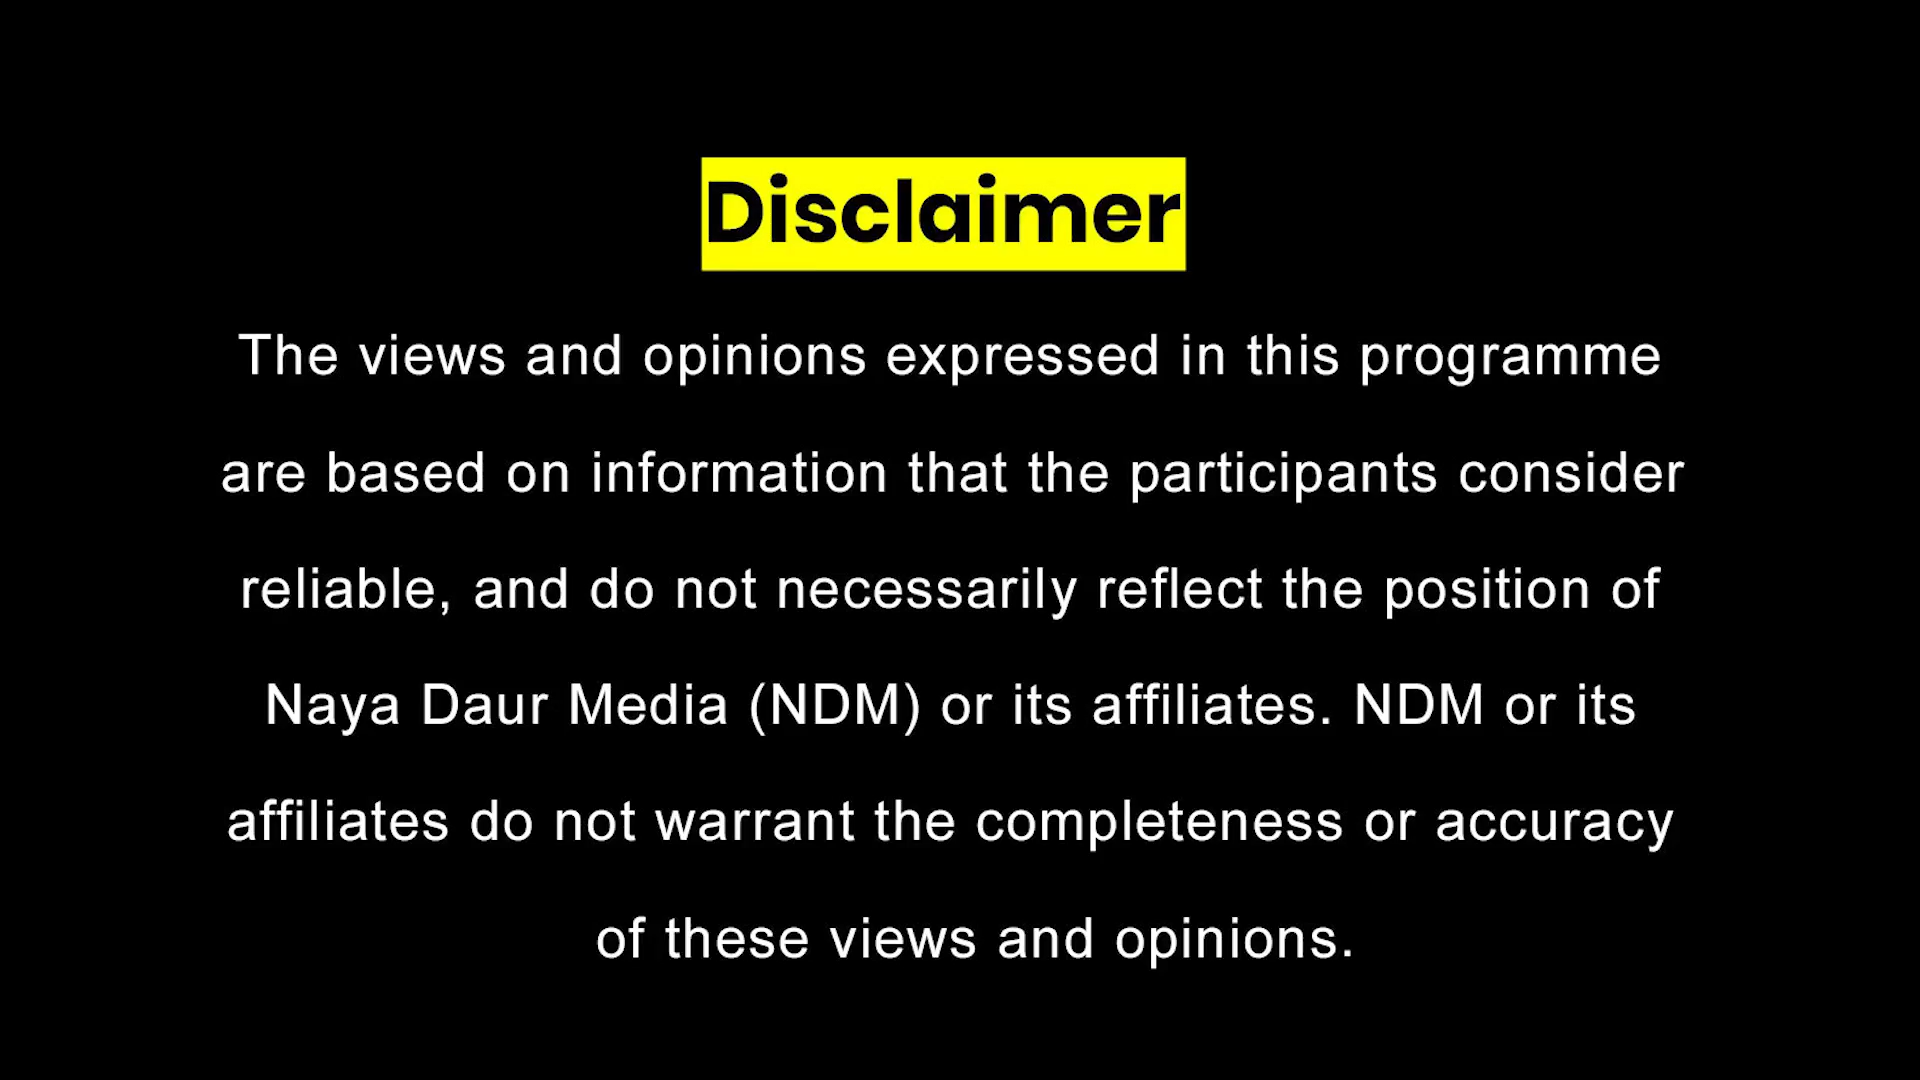 Disclaimer
The views and opinions expressed in this programme
are based on information that the participants consider
reliable, and do not necessarily reflect the position of
Naya Daur Media (NDM) or its affiliates. NDM or its
affiliates do not warrant the completeness or accuracy
of these views and opinions.